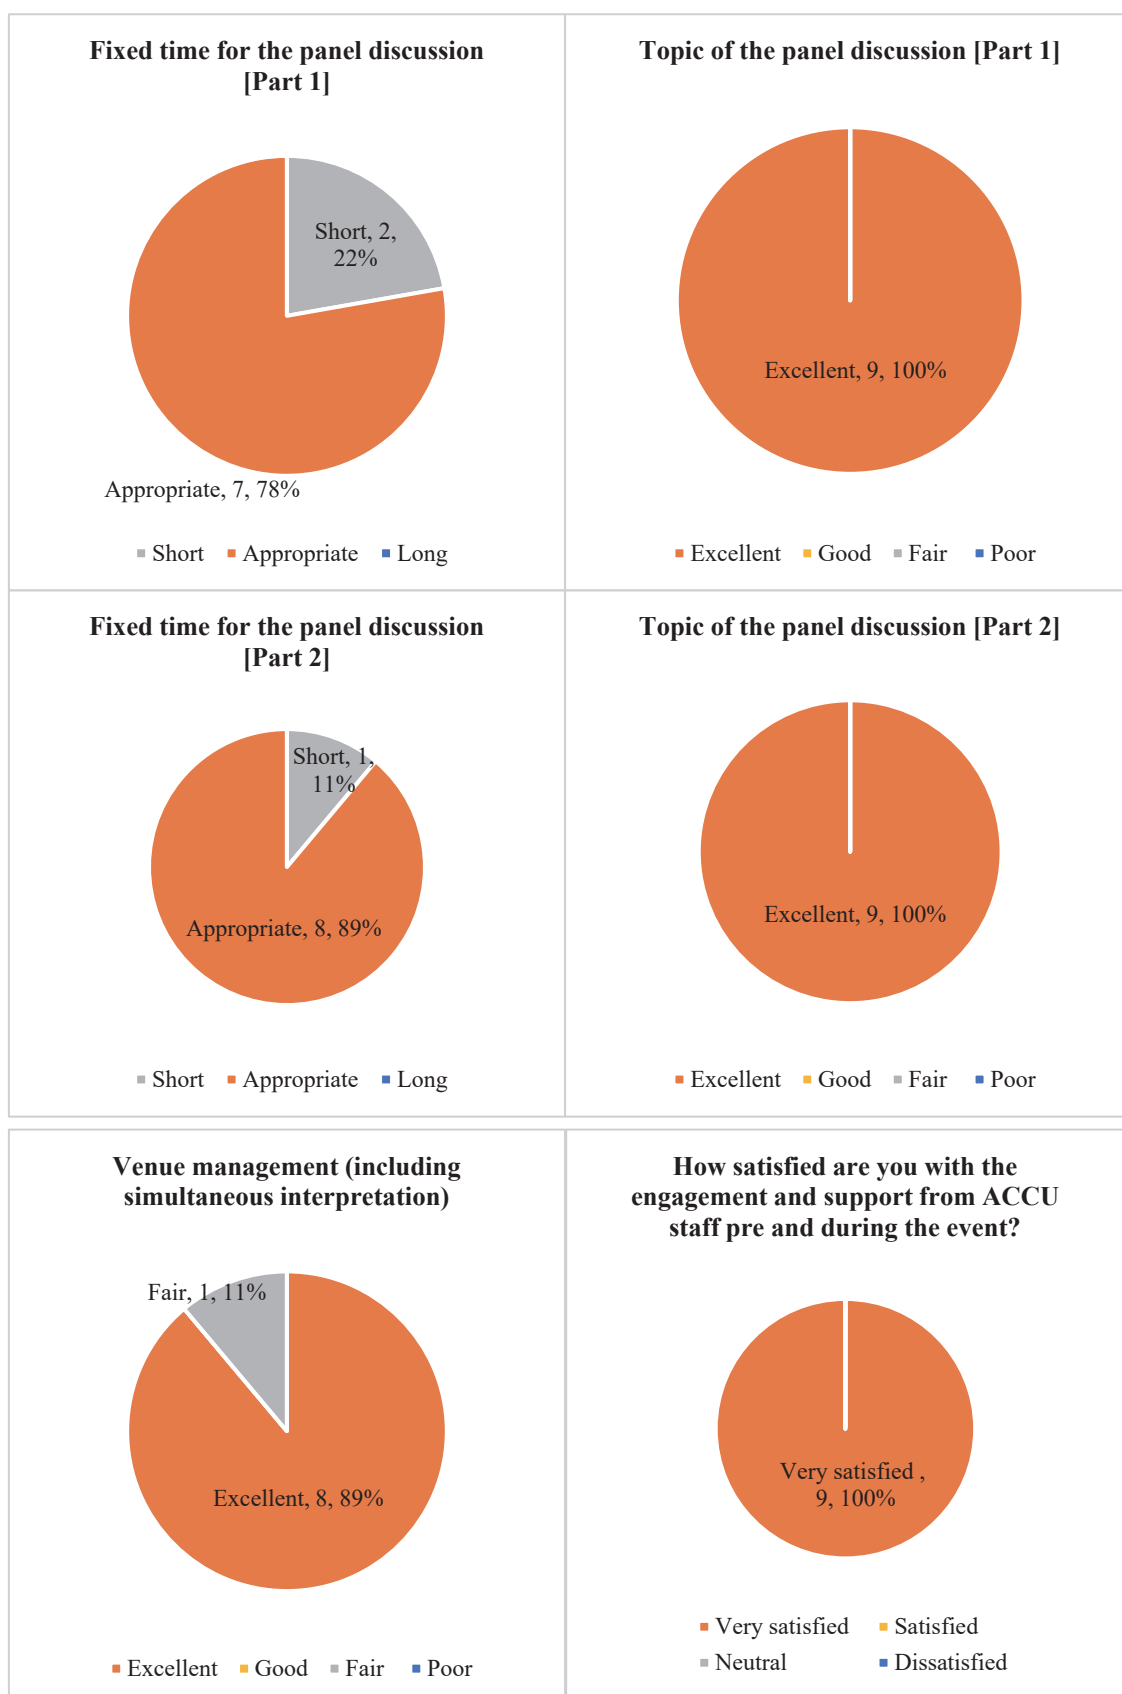 Fixed time for the panel discussion
[Part 1]
Short, 2,
22%
Appropriate, 7, 78%
Short Appropriate Long
Topic of the panel discussion [Part 1]
Excellent, 9, 100%
Excellent Good Fair Poor
Fixed time for the panel discussion
[Part 2]
Short, 1,
11%
Appropriate, 8, 89%
Short Appropriate Long
Topic of the panel discussion [Part 2]
Excellent, 9, 100%
Excellent Good Fair Poor
Venue management (including
simultaneous interpretation)
Fair, 1, 11%
Excellent, 8, 89%
Excellent Good Fair Poor
How satisfied are you with the
engagement and support from ACCU
staff pre and during the event?
Very satisfied ,
9, 100%
Very satisfied Satisfied
Neutral Dissatisfied